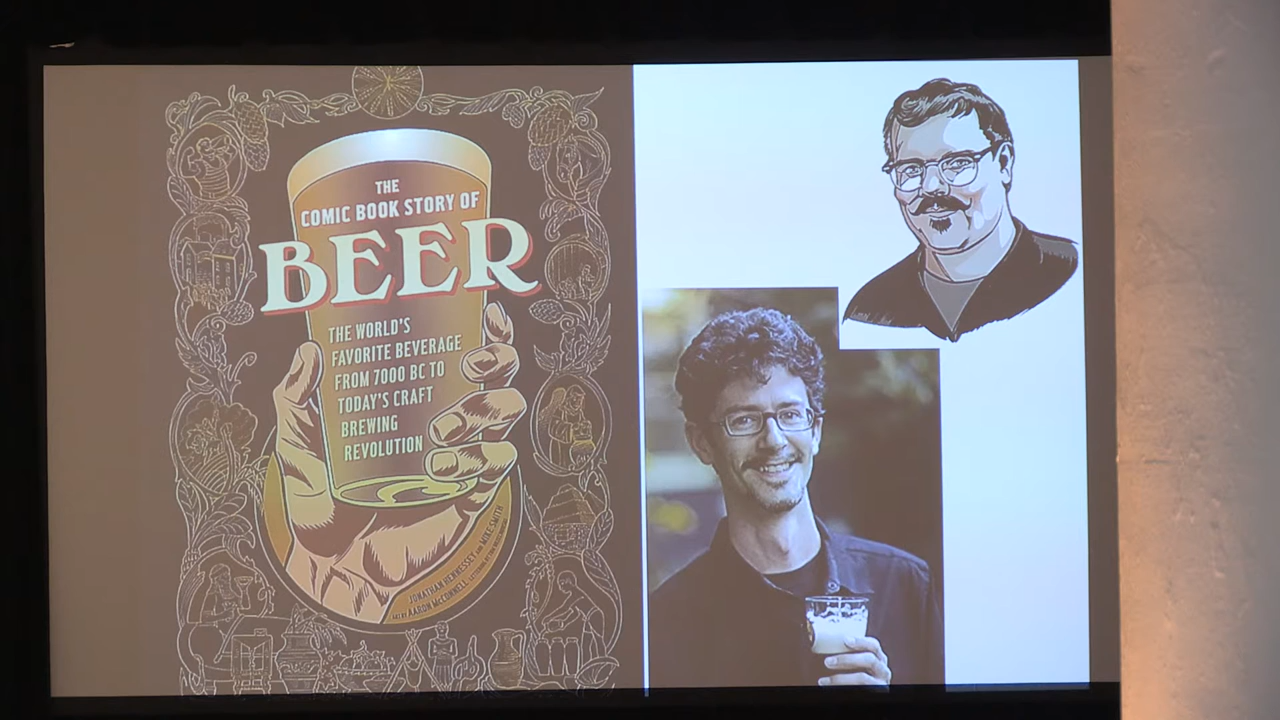 THE
COMIC BOOK STORY OF
BEER
THE WORLD'S
FAVORITE BEVERAGE
FROM 7000 BC TO
TODAY'S CRAFT
BREWING
REVOLUTION
JONATHAN HENNESSEY AND MIKE SMITH
ART BY AARON McCONNELL